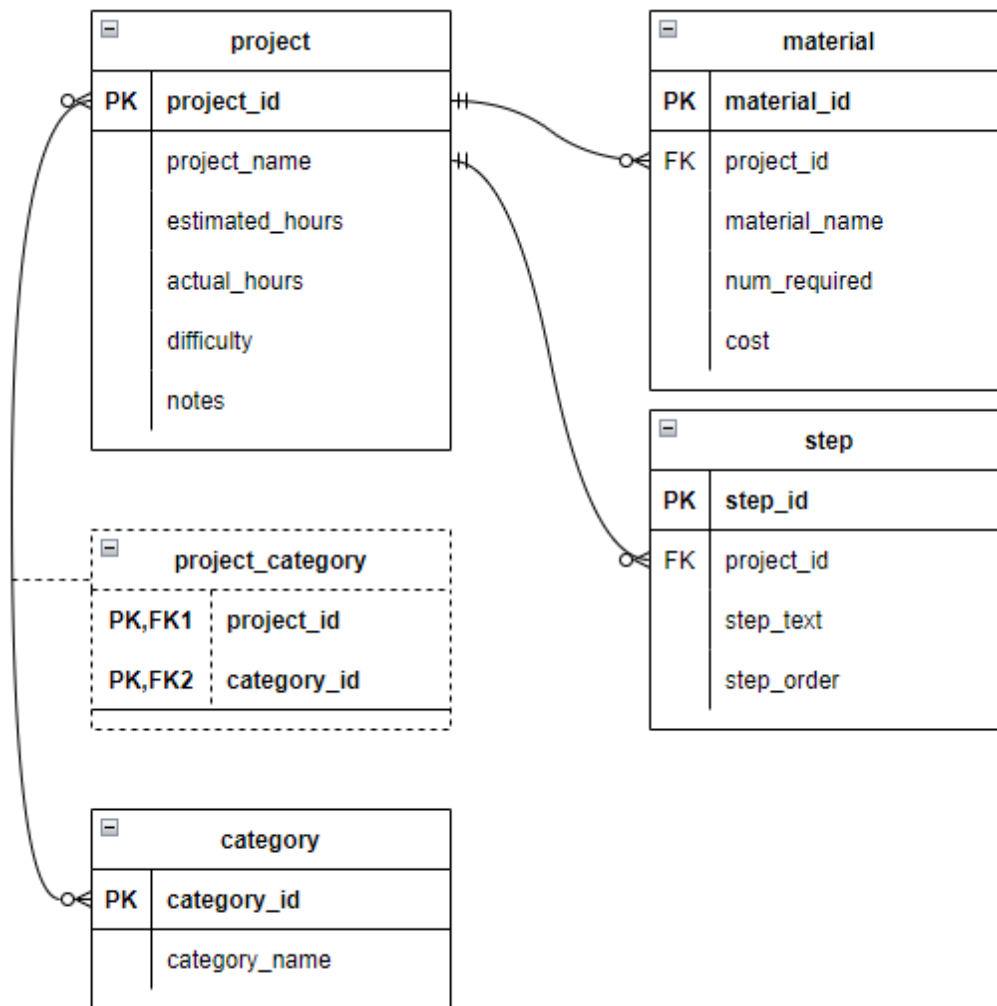 project
PK project_id
project_name
estimated_hours
actual_hours
difficulty
notes
material
PK material_id
FK project_id
material_name
num_required
cost
step
PK step_id
FK project_id
step_text
step_order
project_category
PK,FK1 project_id
PK,FK2 category_id
category
PK category_id
category_name